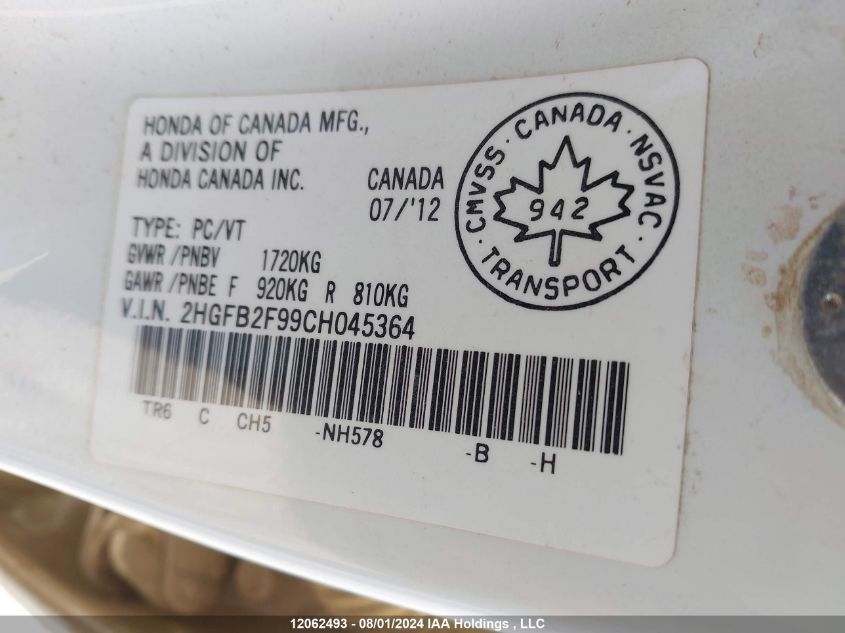 HONDA OF CANADA MFG.,
A DIVISION OF
HONDA CANADA INC.
CANADA
07/'12
TYPE: PC/VT
GVWR/PNBV 1720KG
GAWR/PNBE F 920KG R 810KG
V.I.N. 2HGFB2F99CH045364
TR6 C CH5 -NH578 -B -H
CMVSS · CANADA · NSVAC ·
942
TRANSPORT
12062493 - 08/01/2024 IAA Holdings , LLC